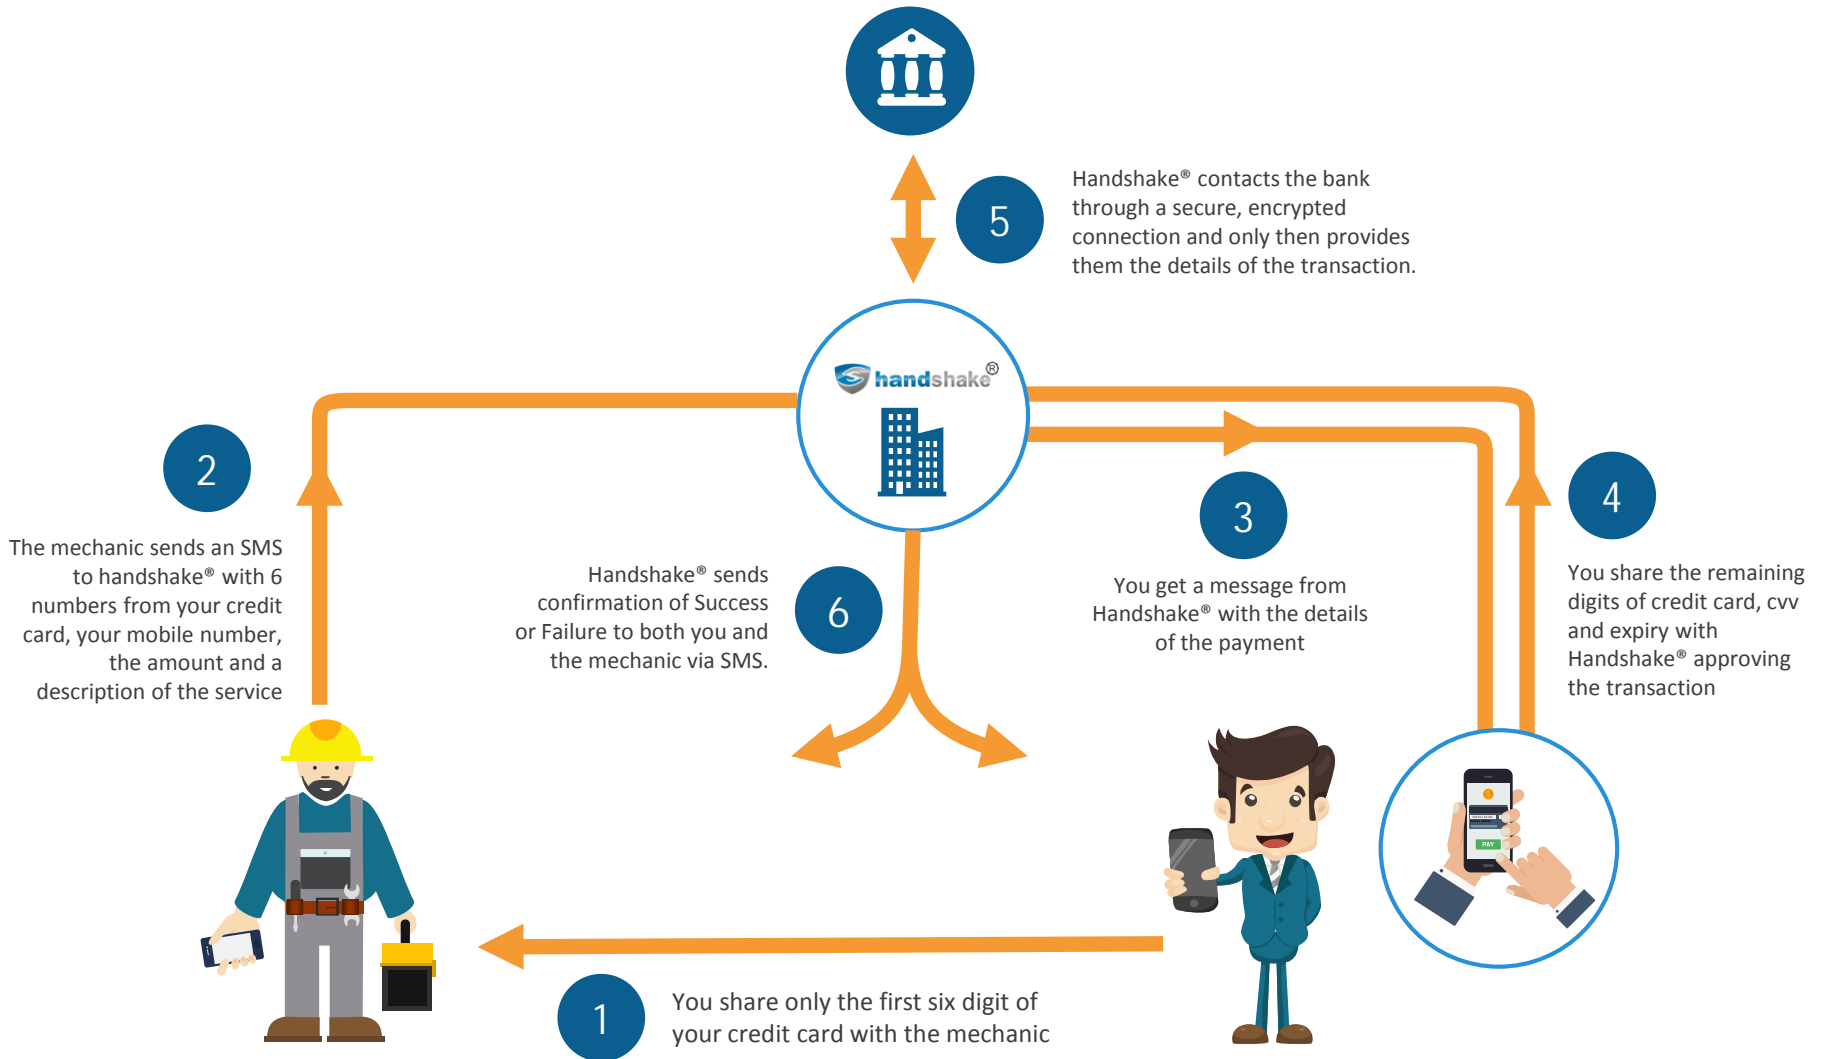 5
Handshake® contacts the bank
through a secure, encrypted
connection and only then provides
them the details of the transaction.
handshake®
2
The mechanic sends an SMS
to handshake® with 6
numbers from your credit
card, your mobile number,
the amount and a
description of the service
6
Handshake® sends
confirmation of Success
or Failure to both you and
the mechanic via SMS.
3
You get a message from
Handshake® with the details
of the payment
4
You share the remaining
digits of credit card, cvv
and expiry with
Handshake® approving
the transaction
PAY
1
You share only the first six digit of
your credit card with the mechanic